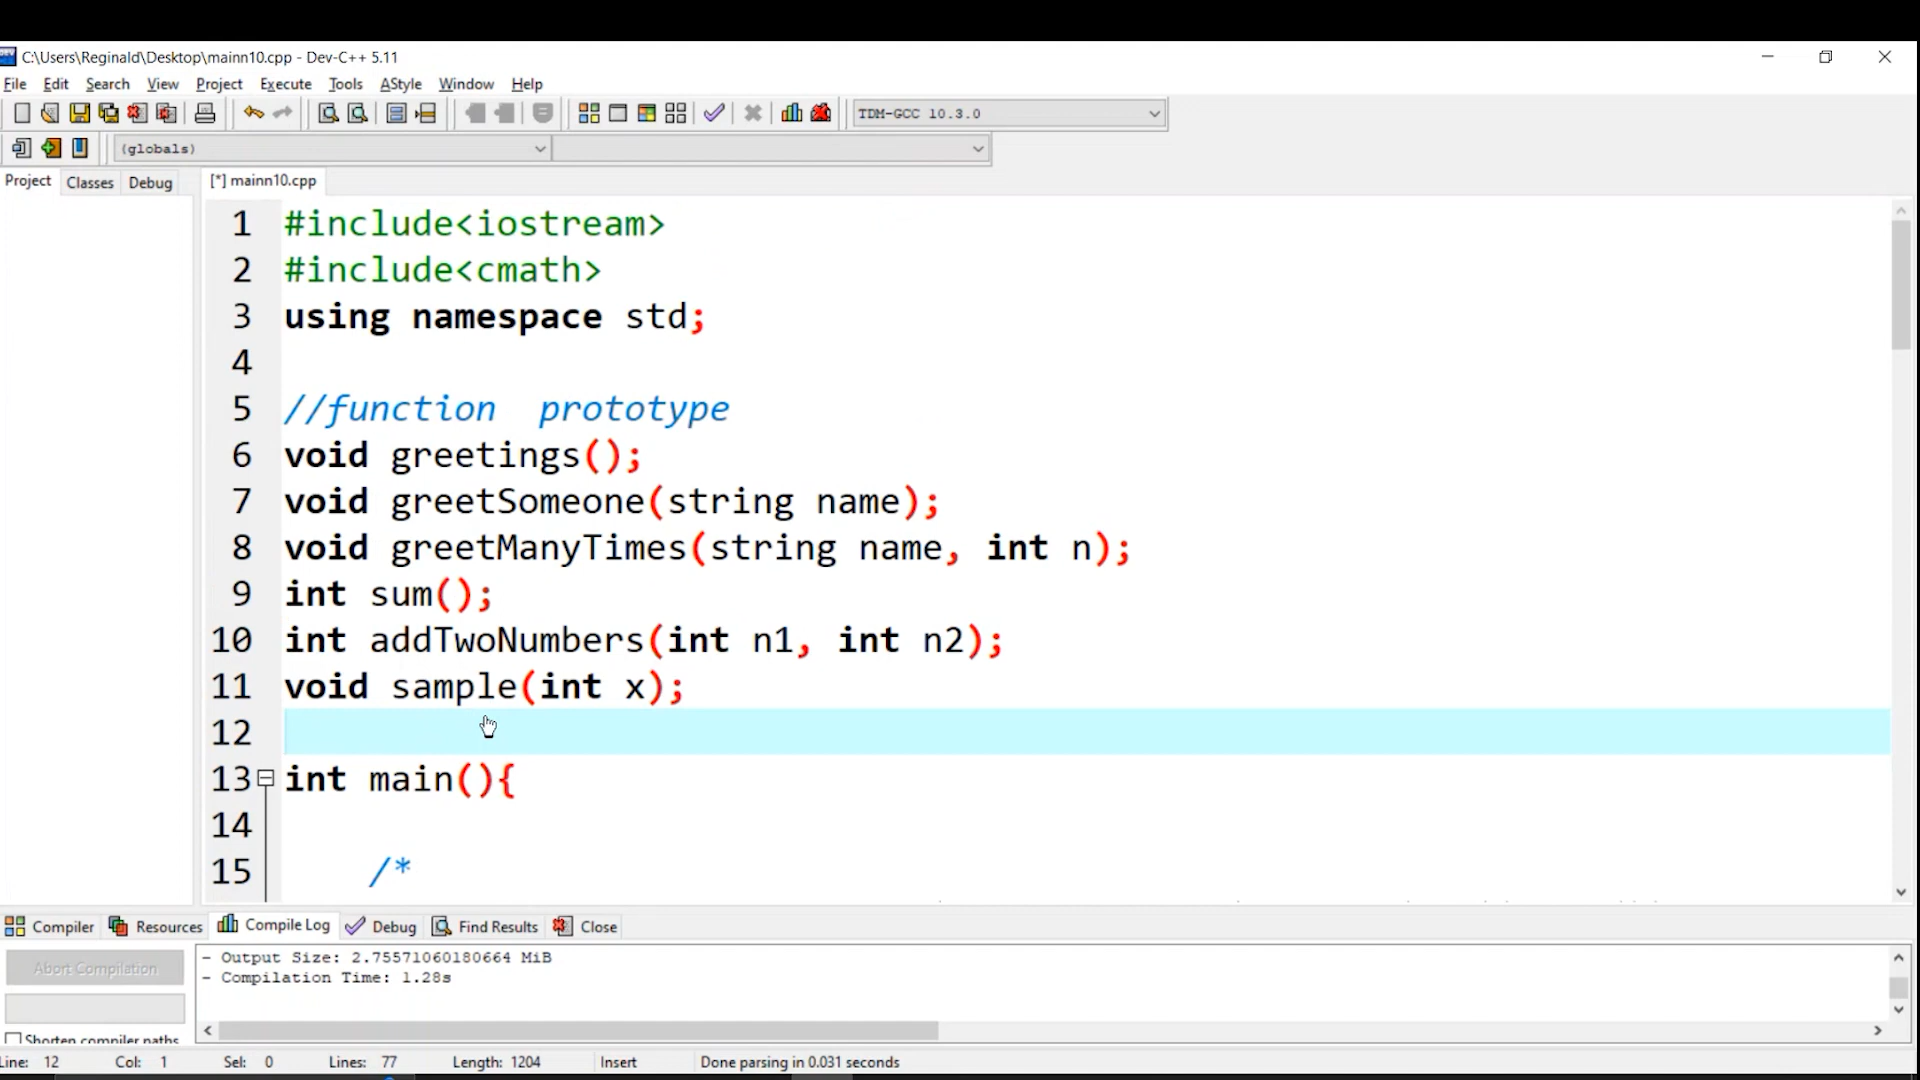 C:\Users\Reginald\Desktop\mainn10.cpp - Dev-C++ 5.11
File Edit Search View Project Execute Tools AStyle Window Help
TDM-GCC 10.3.0
(globals)
Project Classes Debug [*] mainn10.cpp
1 #include<iostream>
2 #include<cmath>
3 using namespace std;
4
5 //function  prototype
6 void greetings();
7 void greetSomeone(string name);
8 void greetManyTimes(string name, int n);
9 int sum();
10 int addTwoNumbers(int n1, int n2);
11 void sample(int x);
12
13 int main(){
14
15 /*
Compiler Resources Compile Log Debug Find Results Close
Abort Compilation
- Output Size: 2.75571060180664 MiB
- Compilation Time: 1.28s
Shorten compiler paths
Line: 12 Col: 1 Sel: 0 Lines: 77 Length: 1204 Insert Done parsing in 0.031 seconds